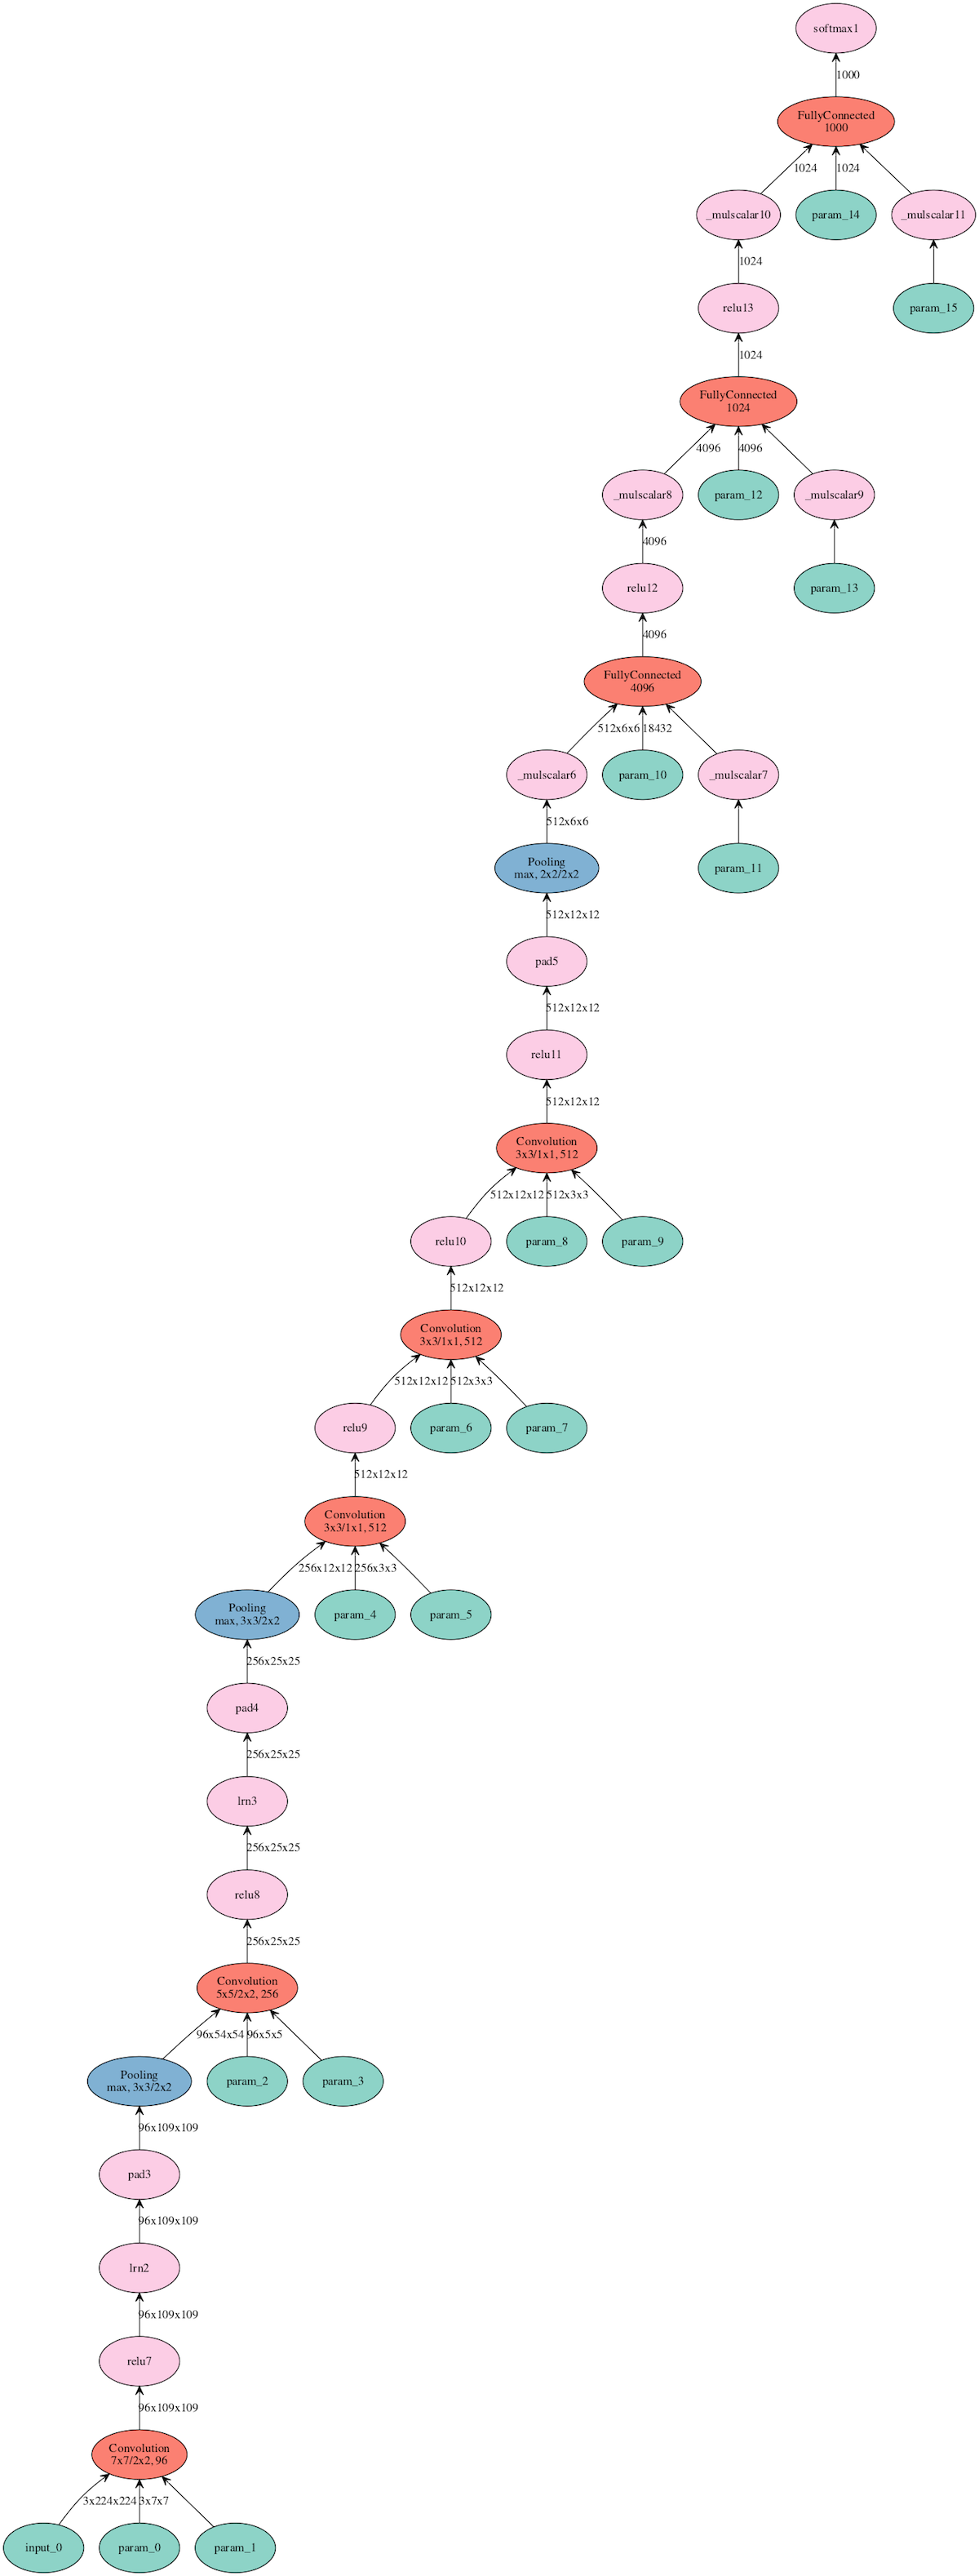 softmax1
1000
FullyConnected
1000
1024
1024
_mulscalar10
param_14
_mulscalar11
1024
relu13
param_15
1024
FullyConnected
1024
4096
4096
_mulscalar8
param_12
_mulscalar9
4096
relu12
param_13
4096
FullyConnected
4096
512x6x6
18432
_mulscalar6
param_10
_mulscalar7
512x6x6
Pooling
max, 2x2/2x2
param_11
512x12x12
pad5
512x12x12
relu11
512x12x12
Convolution
3x3/1x1, 512
512x12x12
512x3x3
relu10
param_8
param_9
512x12x12
Convolution
3x3/1x1, 512
512x12x12
512x3x3
relu9
param_6
param_7
512x12x12
Convolution
3x3/1x1, 512
256x12x12
256x3x3
Pooling
max, 3x3/2x2
param_4
param_5
256x25x25
pad4
256x25x25
lrn3
256x25x25
relu8
256x25x25
Convolution
5x5/2x2, 256
96x54x54
96x5x5
Pooling
max, 3x3/2x2
param_2
param_3
96x109x109
pad3
96x109x109
lrn2
96x109x109
relu7
96x109x109
Convolution
7x7/2x2, 96
3x224x224
3x7x7
input_0
param_0
param_1